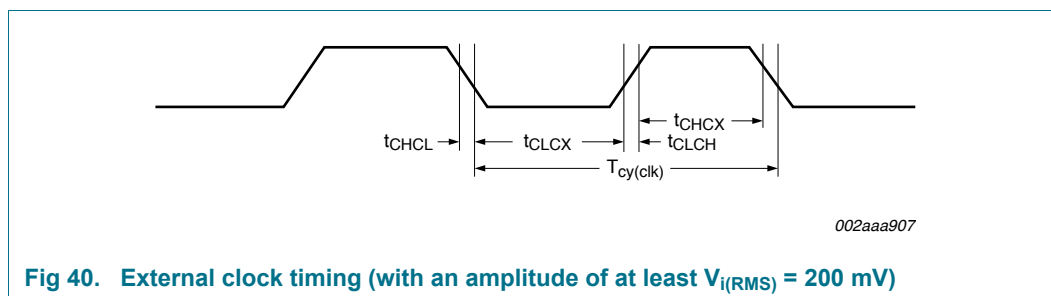 tCHCX
tCHCL
tCLCX
tCLCH
Tcy(clk)
002aaa907
Fig 40. External clock timing (with an amplitude of at least Vi(RMS) = 200 mV)